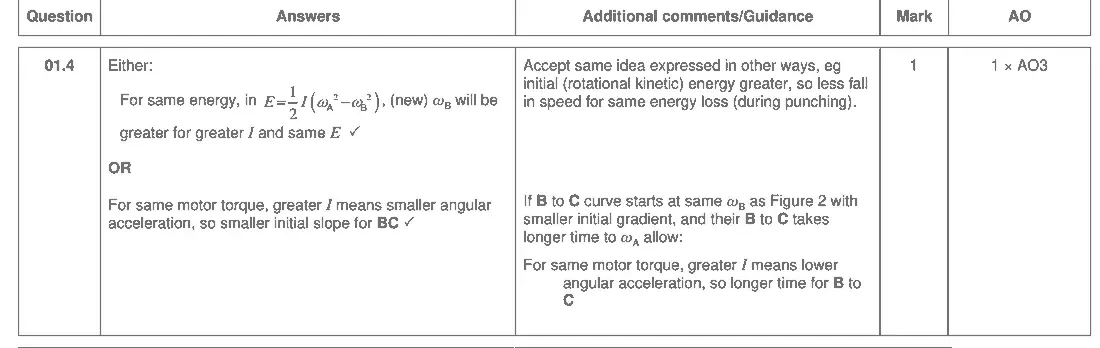 Question Answers Additional comments/Guidance Mark AO
01.4 Either: Accept same idea expressed in other ways, eg 1 1 × AO3
initial (rotational kinetic) energy greater, so less fall
For same energy, in E=1/2 I(ωA²−ωB²), (new) ωB will be in speed for same energy loss (during punching).
greater for greater I and same E ✓
OR
For same motor torque, greater I means smaller angular
acceleration, so smaller initial slope for BC ✓
If B to C curve starts at same ωB as Figure 2 with
smaller initial gradient, and their B to C takes
longer time to ωA allow:
For same motor torque, greater I means lower
angular acceleration, so longer time for B to
C